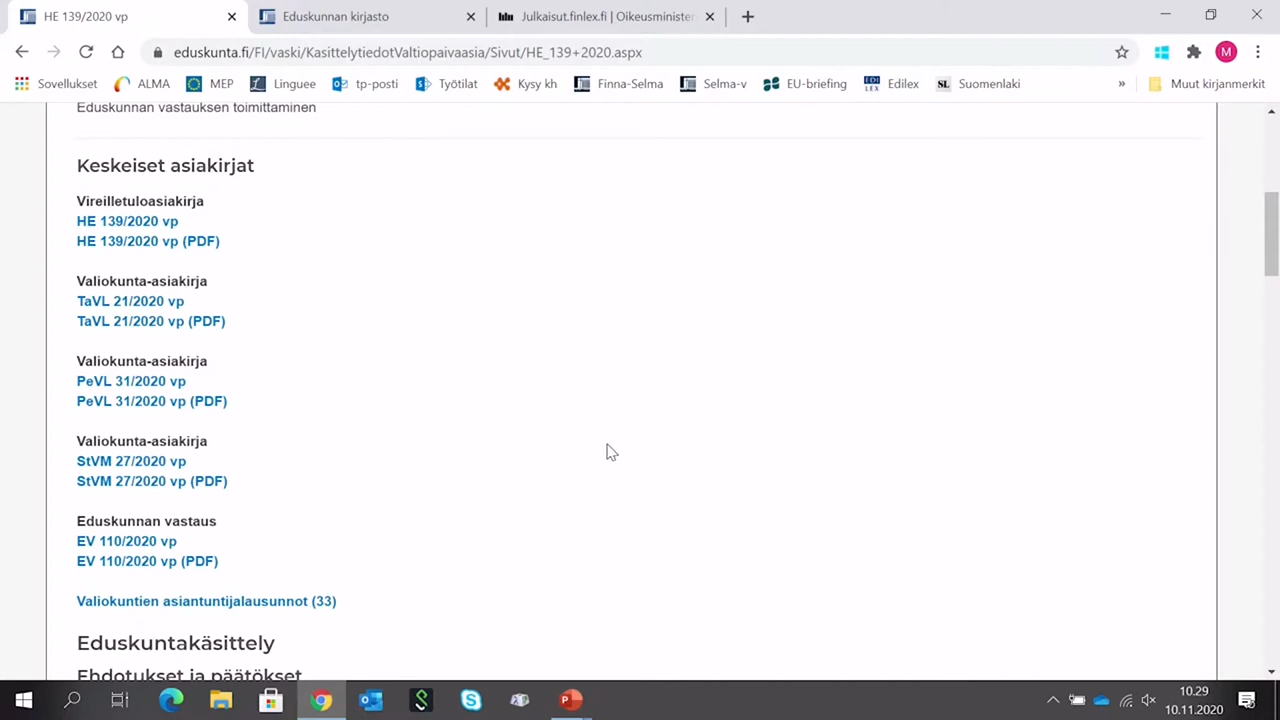 HE 139/2020 vp
Eduskunnan kirjasto
Julkaisut.finlex.fi | Oikeusminister
eduskunta.fi/FI/vaski/KasittelytiedotValtiopaivaasia/Sivut/HE_139+2020.aspx
M
Sovellukset
ALMA
MEP
Linguee
tp-posti
Työtilat
Kysy kh
Finna-Selma
Selma-v
EU-briefing
EDI LEX
Edilex
SL
Suomenlaki
»
Muut kirjanmerkit
Eduskunnan vastauksen toimittaminen
Keskeiset asiakirjat
Vireilletuloasiakirja
HE 139/2020 vp
HE 139/2020 vp (PDF)
Valiokunta-asiakirja
TaVL 21/2020 vp
TaVL 21/2020 vp (PDF)
Valiokunta-asiakirja
PeVL 31/2020 vp
PeVL 31/2020 vp (PDF)
Valiokunta-asiakirja
StVM 27/2020 vp
StVM 27/2020 vp (PDF)
Eduskunnan vastaus
EV 110/2020 vp
EV 110/2020 vp (PDF)
Valiokuntien asiantuntijalausunnot (33)
Eduskuntakäsittely
Ehdotukset ja päätökset
10.29
10.11.2020